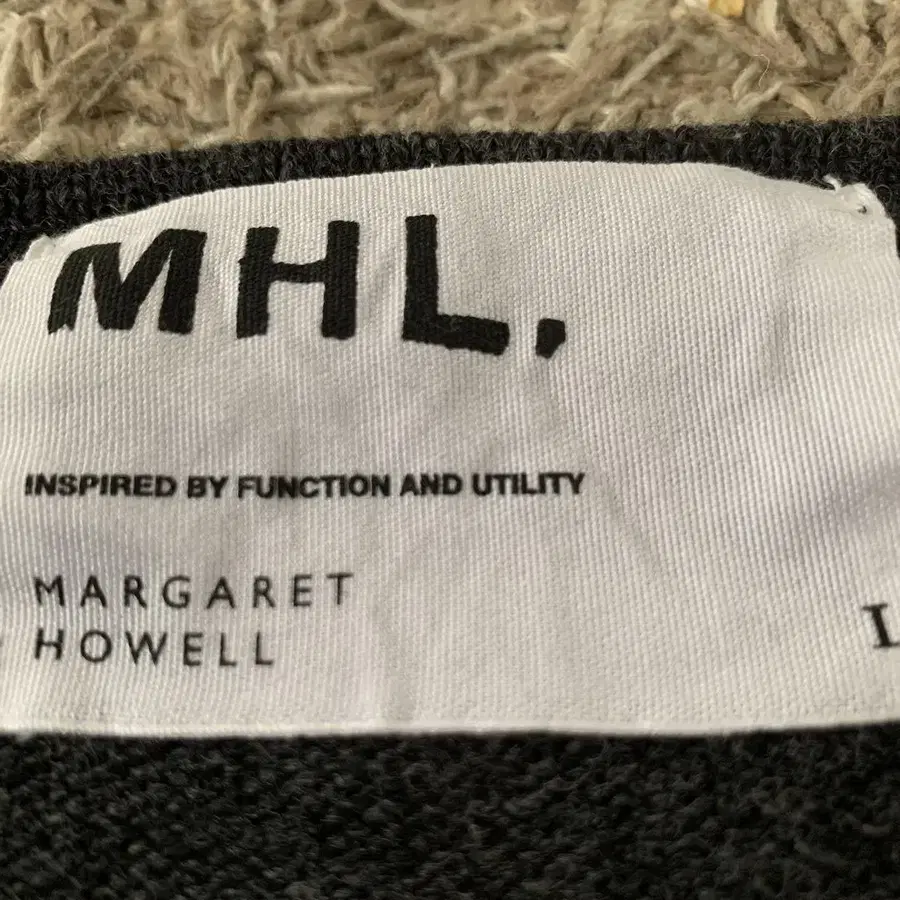 MHL.
INSPIRED BY FUNCTION AND UTILITY
MARGARET
HOWELL
L